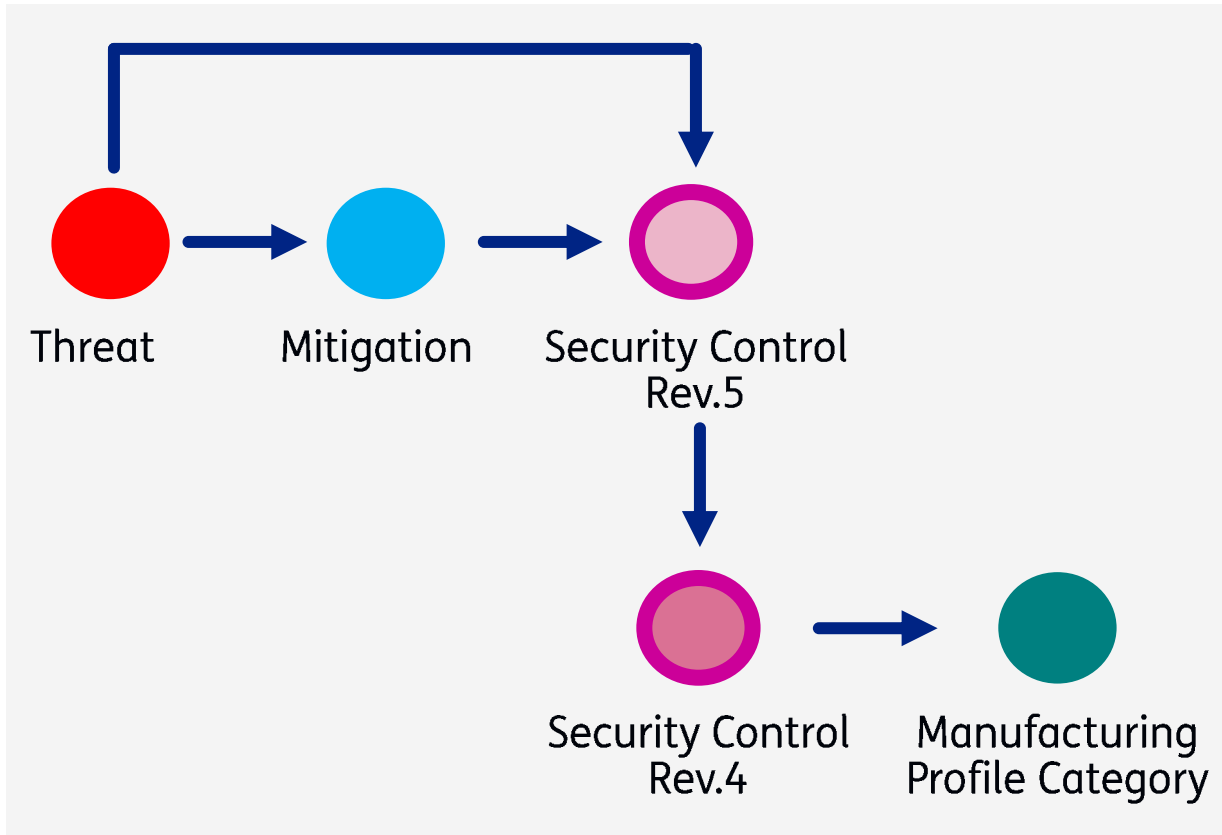 Threat
Mitigation
Security Control
Rev.5
Security Control
Rev.4
Manufacturing
Profile Category